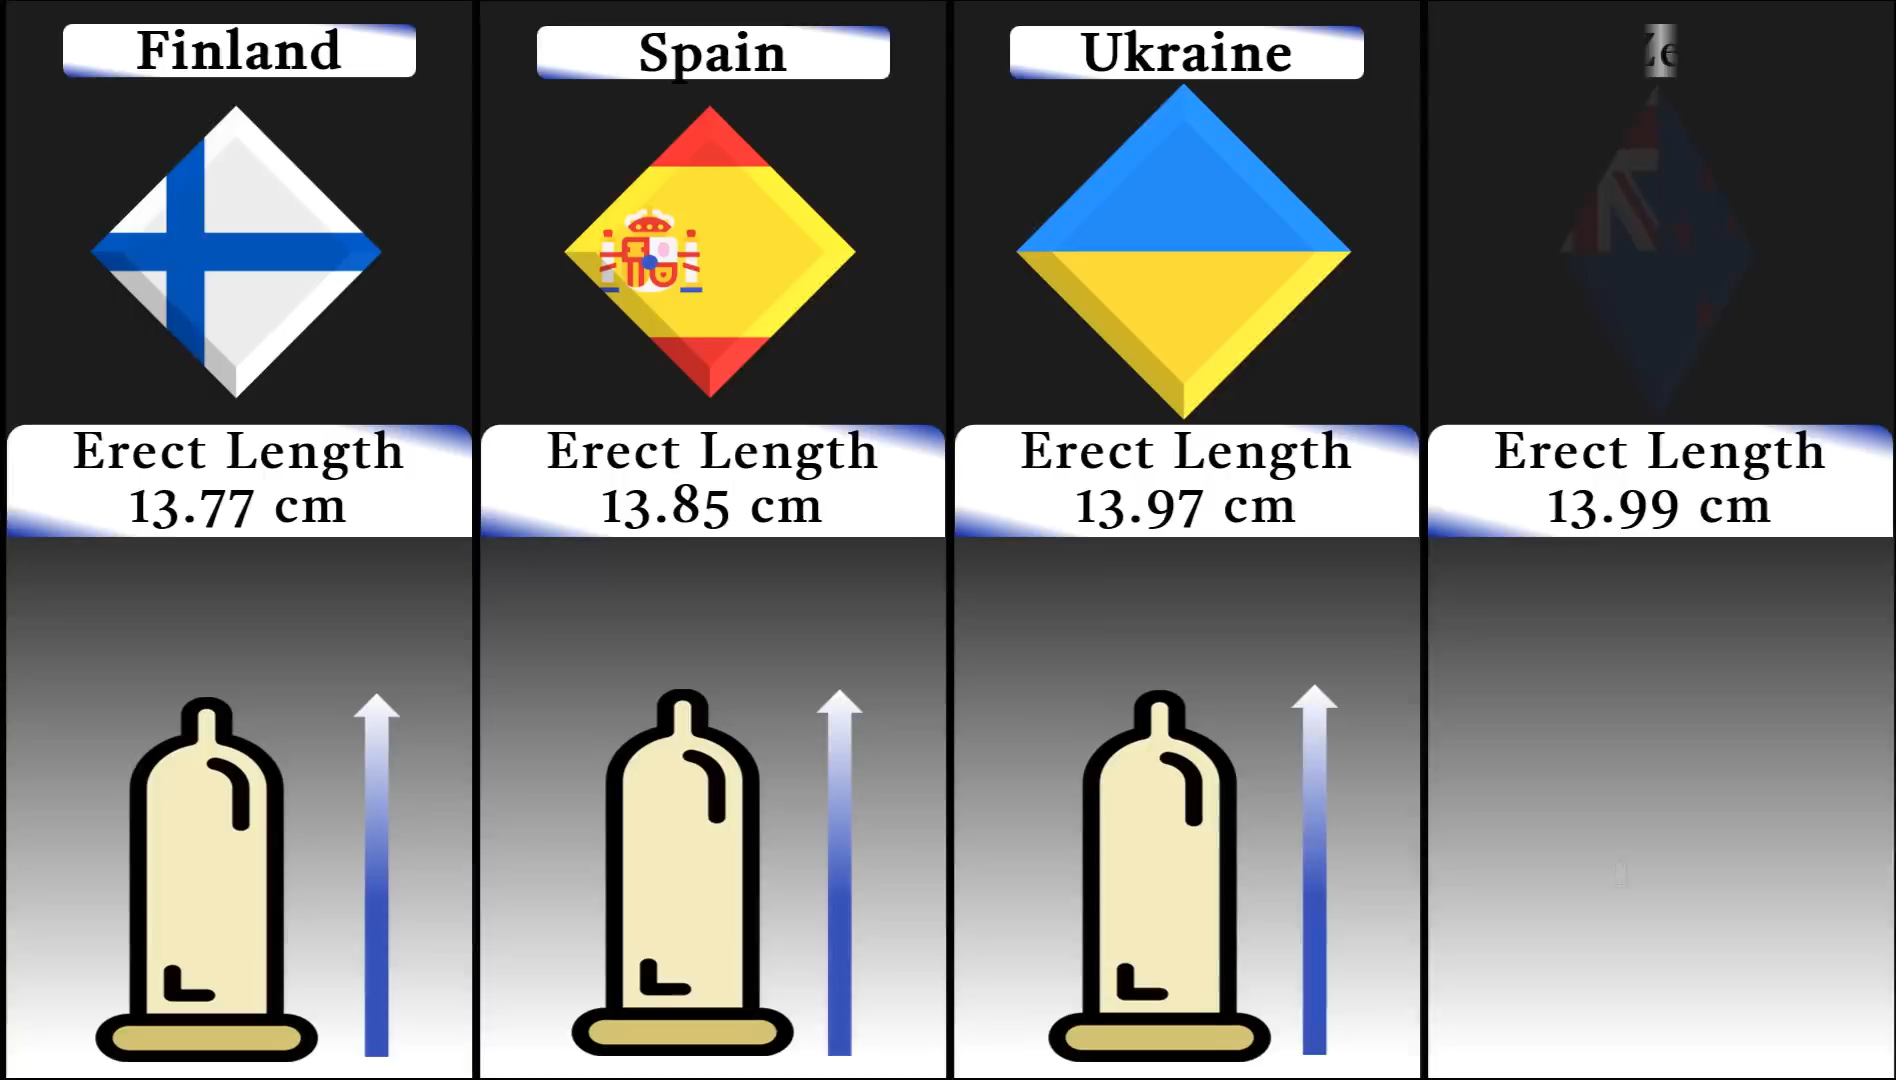 Finland
Spain
Ukraine
Ze
Erect Length
13.77 cm
Erect Length
13.85 cm
Erect Length
13.97 cm
Erect Length
13.99 cm